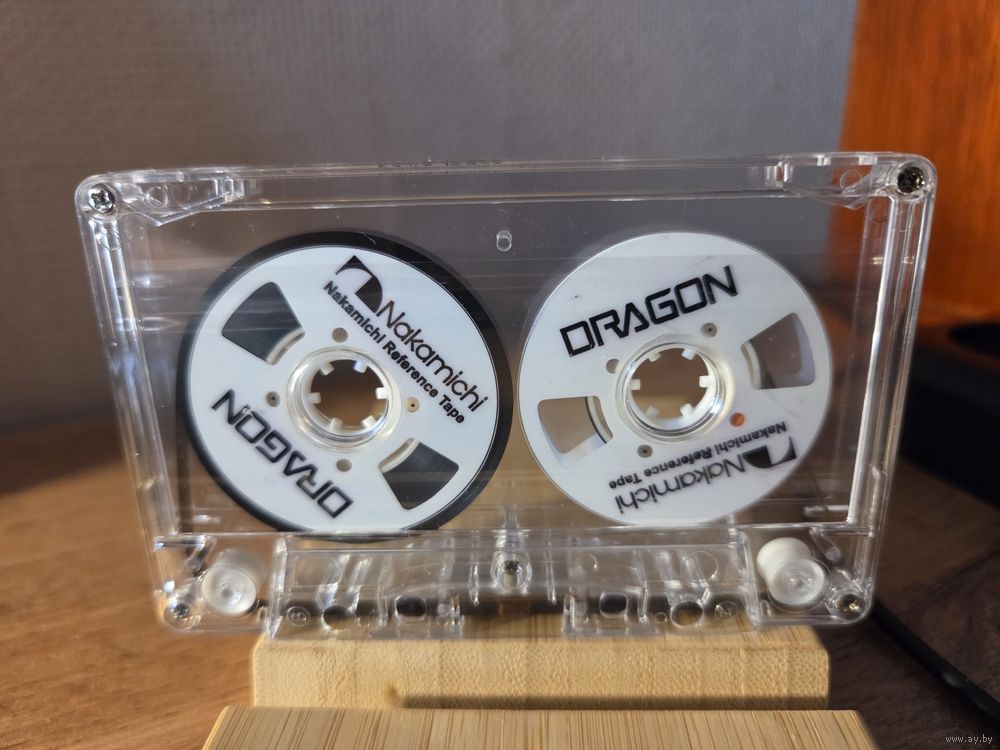 Nakamichi
Nakamichi Reference Tape
DRAGON
DRAGON
Nakamichi Reference Tape
Nakamichi
www.ay.by